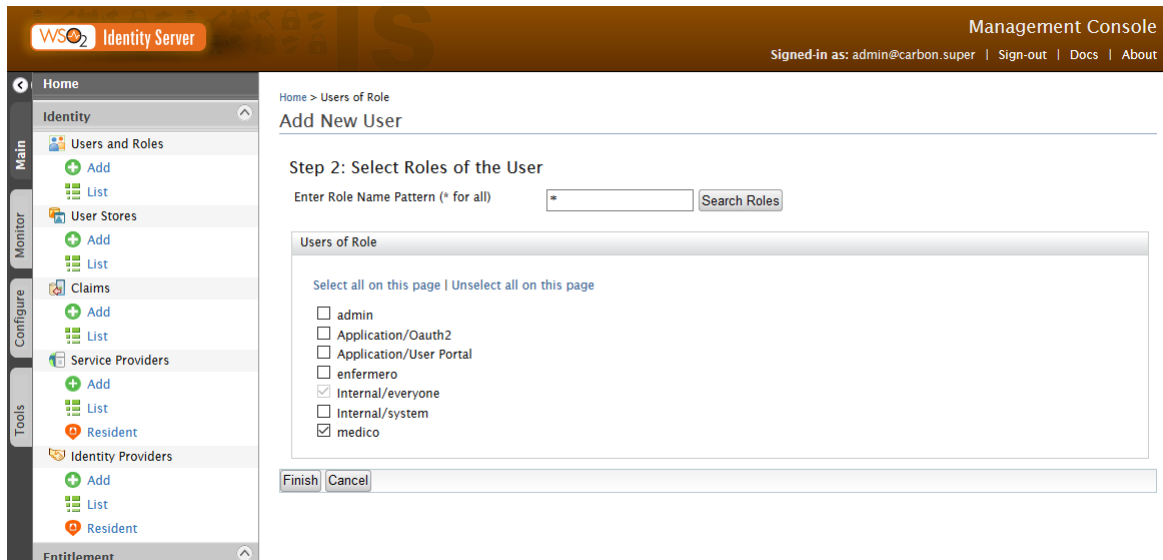 WSO2 Identity Server
Management Console
Signed-in as: admin@carbon.super | Sign-out | Docs | About
Main
Monitor
Configure
Tools
Home
Identity
Users and Roles
Add
List
User Stores
Add
List
Claims
Add
List
Service Providers
Add
List
Resident
Identity Providers
Add
List
Resident
Entitlement
Home > Users of Role
Add New User
Step 2: Select Roles of the User
Enter Role Name Pattern (* for all) * Search Roles
Users of Role
Select all on this page | Unselect all on this page
admin
Application/Oauth2
Application/User Portal
enfermero
Internal/everyone
Internal/system
medico
Finish Cancel